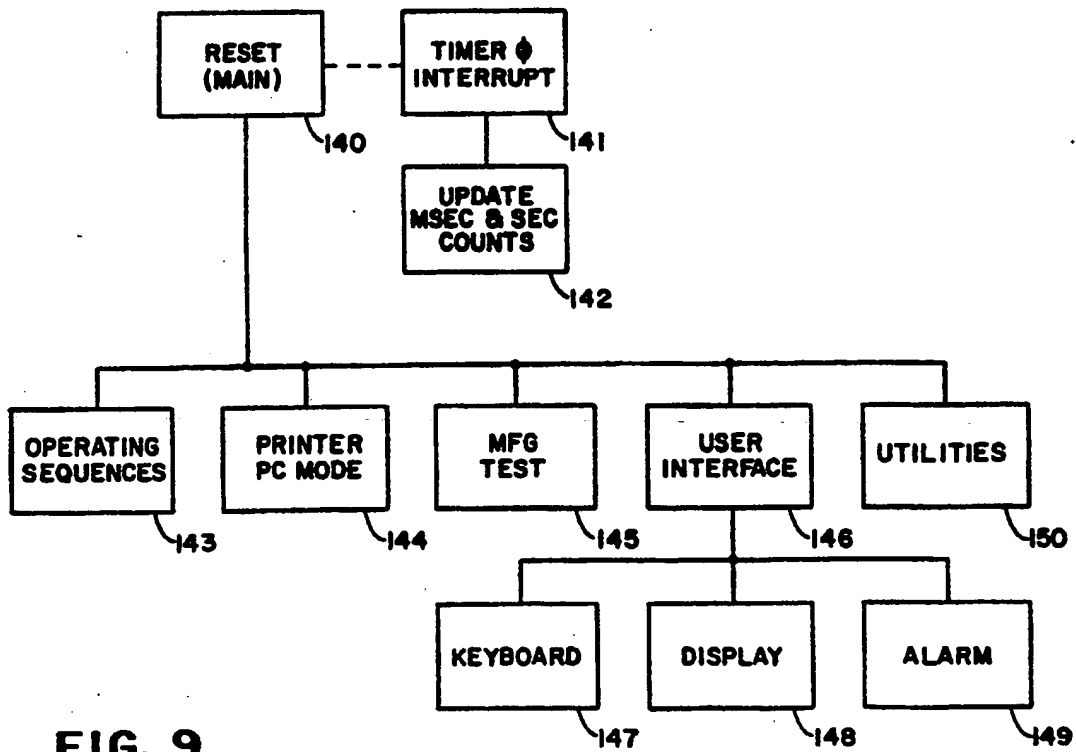 RESET
(MAIN)
140
TIMER ϕ
INTERRUPT
141
UPDATE
MSEC & SEC
COUNTS
142
OPERATING
SEQUENCES
143
PRINTER
PC MODE
144
MFG
TEST
145
USER
INTERFACE
146
UTILITIES
150
KEYBOARD
147
DISPLAY
148
ALARM
149
FIG. 9